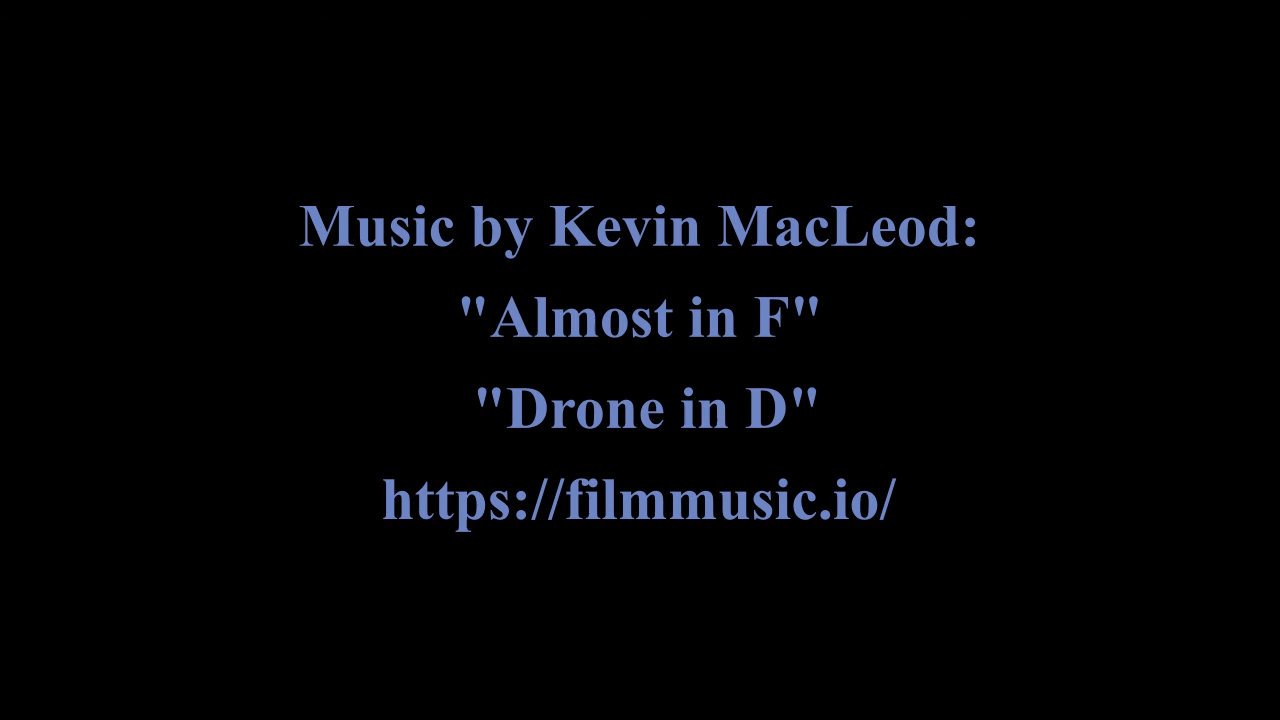 Music by Kevin MacLeod:
"Almost in F"
"Drone in D"
https://filmmusic.io/